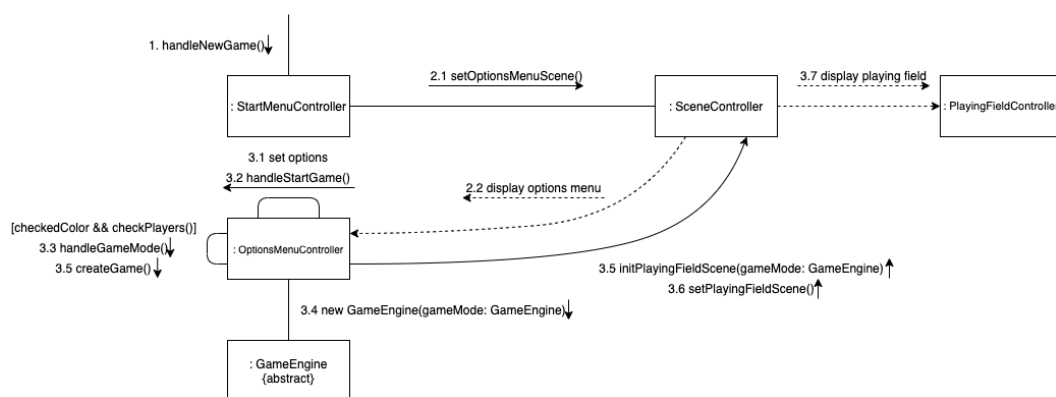 1. handleNewGame()
: StartMenuController
2.1 setOptionsMenuScene()
: SceneController
3.7 display playing field
: PlayingFieldController
3.1 set options
3.2 handleStartGame()
2.2 display options menu
[checkedColor && checkPlayers()]
3.3 handleGameMode()
3.5 createGame()
: OptionsMenuController
3.5 initPlayingFieldScene(gameMode: GameEngine)
3.6 setPlayingFieldScene()
3.4 new GameEngine(gameMode: GameEngine)
: GameEngine
{abstract}